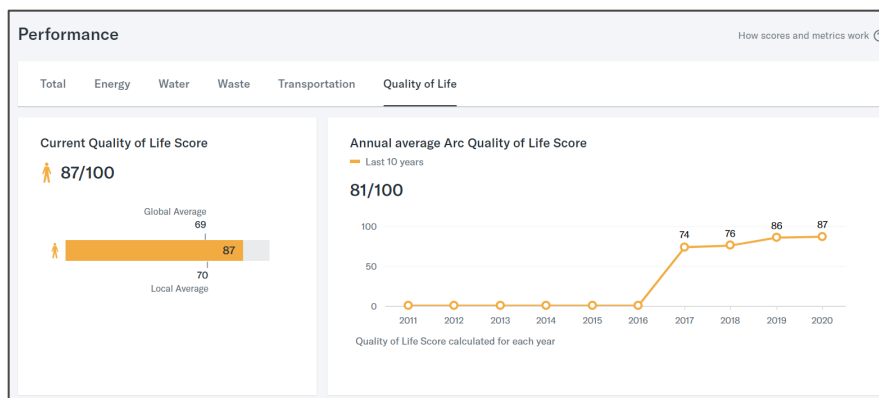 Performance
How scores and metrics work
Total Energy Water Waste Transportation Quality of Life
Current Quality of Life Score
87/100
Global Average
69
87
70
Local Average
Annual average Arc Quality of Life Score
Last 10 years
81/100
100
50
0
74 76 86 87
2011 2012 2013 2014 2015 2016 2017 2018 2019 2020
Quality of Life Score calculated for each year